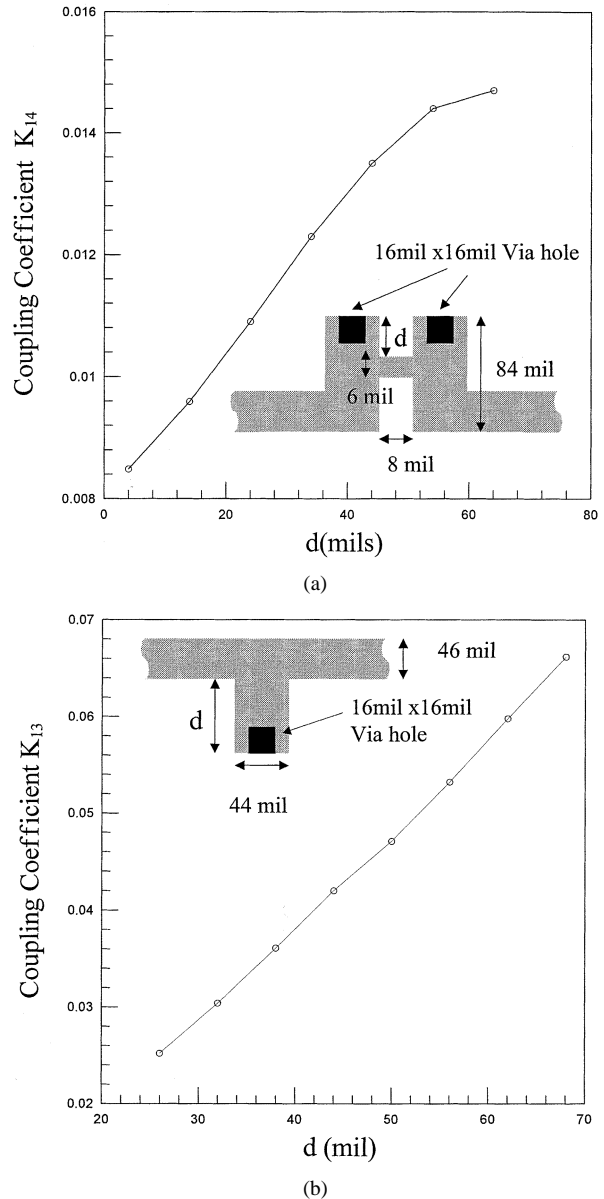 0.016
0.014
0.012
0.01
0.008
Coupling Coefficient K14
16mil x16mil Via hole
d
84 mil
6 mil
8 mil
0 20 40 60 80
d(mils)
(a)
0.07
0.06
0.05
0.04
0.03
0.02
Coupling Coefficient K13
46 mil
d
16mil x16mil
Via hole
44 mil
20 30 40 50 60 70
d (mil)
(b)